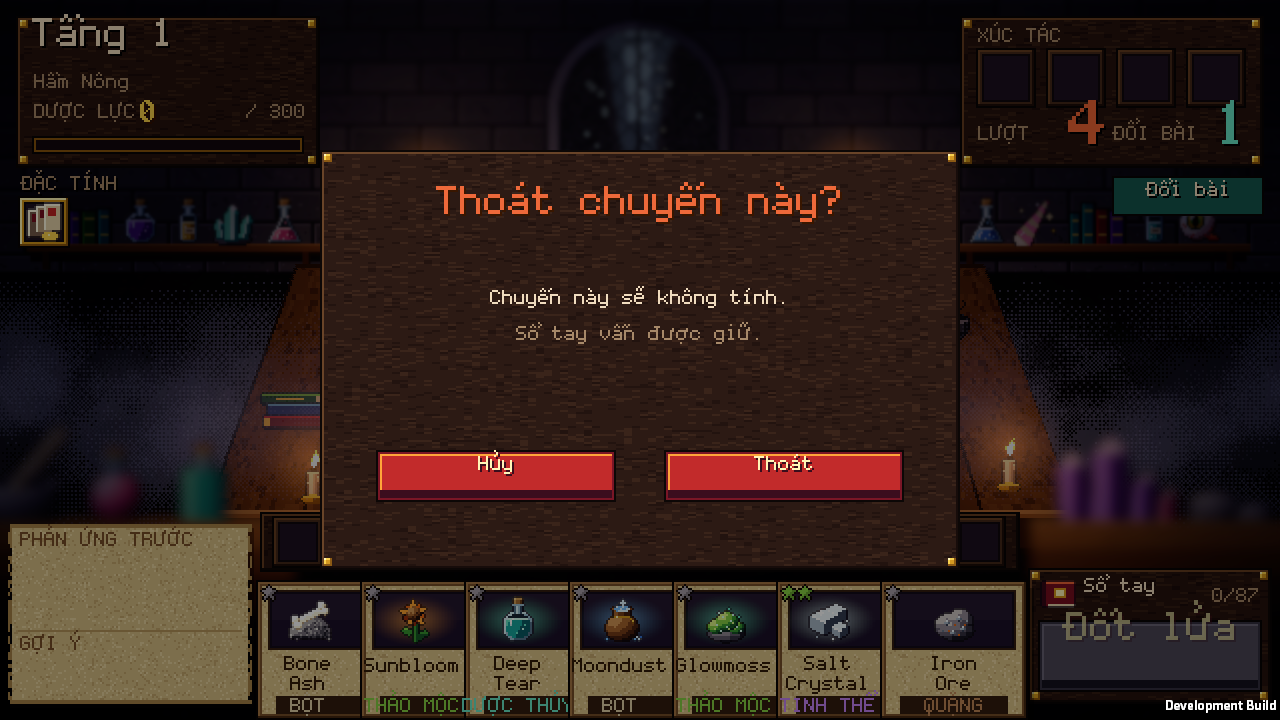 Tầng 1
Hầm Nông
DƯỢC LỰC 0 / 300
ĐẶC TÍNH
XÚC TÁC
LƯỢT 4 ĐỔI BÀI 1
Đổi bài
Thoát chuyến này?
Chuyến này sẽ không tính.
Sổ tay vẫn được giữ.
Hủy
Thoát
PHẢN ỨNG TRƯỚC
GỢI Ý
Bone Ash
BỘT
Sunbloom
THẢO MỘC
Deep Tear
DƯỢC THỦY
Moondust
BỘT
Glowmoss
THẢO MỘC
Salt Crystal
TINH THỂ
Iron Ore
QUẶNG
Sổ tay
0/87
Đốt lửa
Development Build